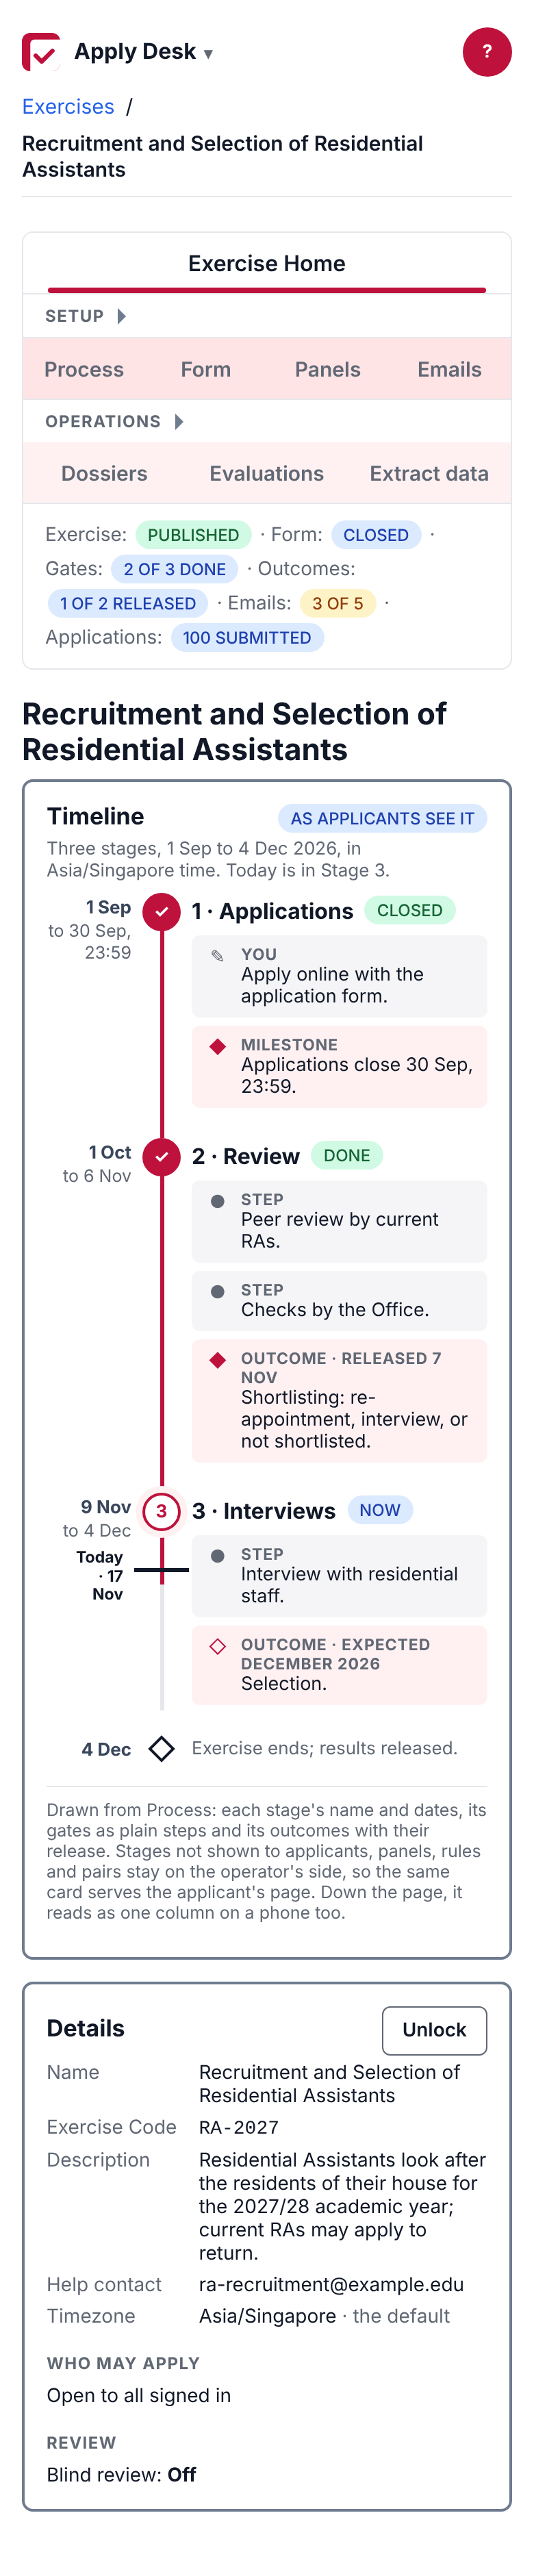 Apply Desk ▾
?
Exercises /
Recruitment and Selection of Residential
Assistants
Exercise Home
SETUP
Process Form Panels Emails
OPERATIONS
Dossiers Evaluations Extract data
Exercise: PUBLISHED · Form: CLOSED ·
Gates: 2 OF 3 DONE · Outcomes:
1 OF 2 RELEASED · Emails: 3 OF 5 ·
Applications: 100 SUBMITTED
Recruitment and Selection of
Residential Assistants
Timeline
AS APPLICANTS SEE IT
Three stages, 1 Sep to 4 Dec 2026, in
Asia/Singapore time. Today is in Stage 3.
1 Sep
to 30 Sep,
23:59
1 · Applications CLOSED
YOU
Apply online with the
application form.
MILESTONE
Applications close 30 Sep,
23:59.
1 Oct
to 6 Nov
2 · Review DONE
STEP
Peer review by current
RAs.
STEP
Checks by the Office.
OUTCOME · RELEASED 7
NOV
Shortlisting: re-
appointment, interview, or
not shortlisted.
9 Nov
to 4 Dec
3
3 · Interviews NOW
Today
· 17
Nov
STEP
Interview with residential
staff.
OUTCOME · EXPECTED
DECEMBER 2026
Selection.
4 Dec
Exercise ends; results released.
Drawn from Process: each stage's name and dates, its
gates as plain steps and its outcomes with their
release. Stages not shown to applicants, panels, rules
and pairs stay on the operator's side, so the same
card serves the applicant's page. Down the page, it
reads as one column on a phone too.
Details
Unlock
Name Recruitment and Selection of
Residential Assistants
Exercise Code RA-2027
Description Residential Assistants look after
the residents of their house for
the 2027/28 academic year;
current RAs may apply to
return.
Help contact ra-recruitment@example.edu
Timezone Asia/Singapore · the default
WHO MAY APPLY
Open to all signed in
REVIEW
Blind review: Off